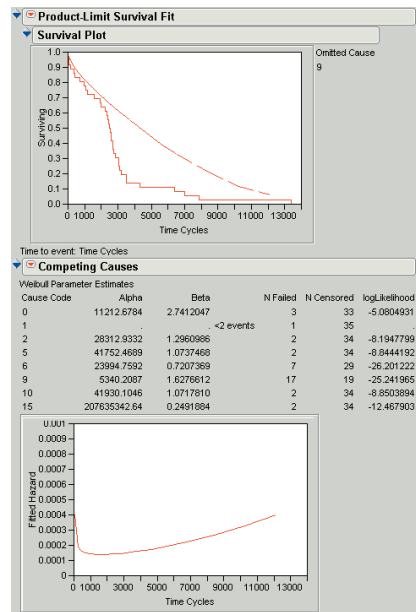 Product-Limit Survival Fit
Survival Plot
Omitted Cause
9
1.0
0.9
0.8
0.7
0.6
0.5
0.4
0.3
0.2
0.1
0.0
Surviving
0 1000 3000 5000 7000 9000 11000 13000
Time Cycles
Time to event: Time Cycles
Competing Causes
Weibull Parameter Estimates
Cause Code Alpha Beta N Failed N Censored logLikelihood
0 11212.6784 2.7412047 3 33 -5.0804931
1 . . <2 events 1 35 .
2 28312.9332 1.2960986 2 34 -8.1947799
5 41752.4689 1.0737468 2 34 -8.8444192
6 23994.7592 0.7207369 7 29 -26.201222
9 5340.2087 1.6276612 17 19 -25.241965
10 41930.1046 1.0717810 2 34 -8.8503894
15 207635342.64 0.2491884 2 34 -12.467903
0.001
0.0009
0.0008
0.0007
0.0006
0.0005
0.0004
0.0003
0.0002
0.0001
0
Fitted Hazard
0 1000 3000 5000 7000 9000 11000 13000
Time Cycles